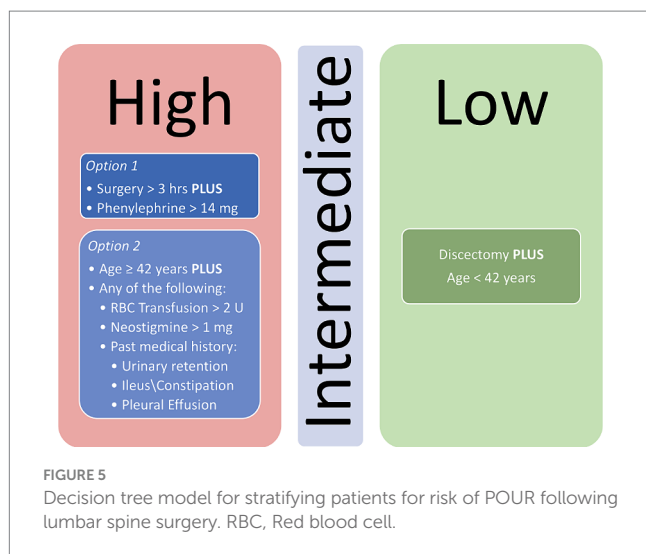 High
Option 1
• Surgery > 3 hrs PLUS
• Phenylephrine > 14 mg
Option 2
• Age ≥ 42 years PLUS
• Any of the following:
• RBC Transfusion > 2 U
• Neostigmine > 1 mg
• Past medical history:
• Urinary retention
• Ileus\Constipation
• Pleural Effusion
Intermediate
Low
Discectomy PLUS
Age < 42 years
FIGURE 5
Decision tree model for stratifying patients for risk of POUR following
lumbar spine surgery. RBC, Red blood cell.